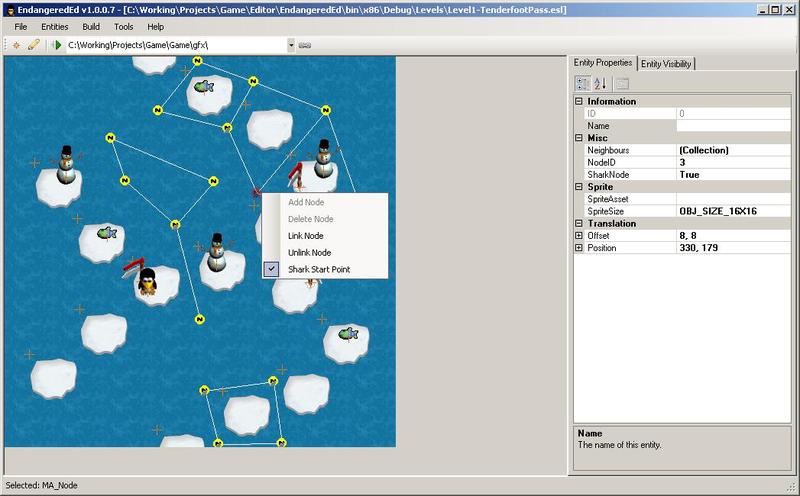 EndangeredEd v1.0.0.7 - [C:\Working\Projects\Game\Editor\EndangeredEd\bin\x86\Debug\Levels\Level1-TenderfootPass.esl]
File Entities Build Tools Help
C:\Working\Projects\Game\Game\gfx\
Add Node
Delete Node
Link Node
Unlink Node
Shark Start Point
Entity Properties Entity Visibility
Information
ID 0
Name
Misc
Neighbours (Collection)
NodeID 3
SharkNode True
Sprite
SpriteAsset
SpriteSize OBJ_SIZE_16X16
Translation
Offset 8, 8
Position 330, 179
Name
The name of this entity.
Selected: MA_Node